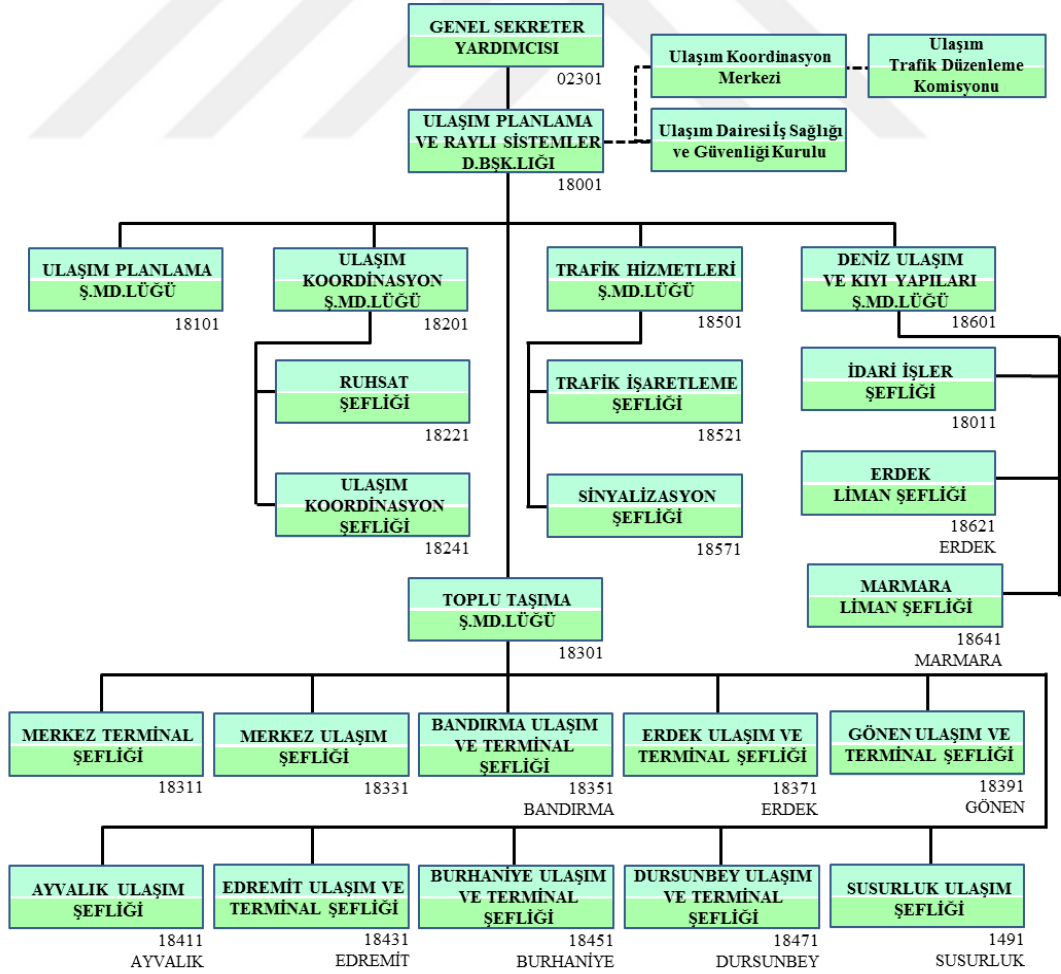 GENEL SEKRETER
YARDIMCISI
02301
Ulaşım Koordinasyon
Merkezi
Ulaşım
Trafik Düzenleme
Komisyonu
ULAŞIM PLANLAMA
VE RAYLI SİSTEMLER
D.BŞK.LIĞI
18001
Ulaşım Dairesi İş Sağlığı
ve Güvenliği Kurulu
ULAŞIM PLANLAMA
Ş.MD.LÜĞÜ
18101
ULAŞIM
KOORDİNASYON
Ş.MD.LÜĞÜ
18201
TRAFİK HİZMETLERİ
Ş.MD.LÜĞÜ
18501
DENİZ ULAŞIM
VE KIYI YAPILARI
Ş.MD.LÜĞÜ
18601
RUHSAT
ŞEFLİĞİ
18221
TRAFİK İŞARETLEME
ŞEFLİĞİ
18521
İDARİ İŞLER
ŞEFLİĞİ
18011
ULAŞIM
KOORDİNASYON
ŞEFLİĞİ
18241
SİNYALİZASYON
ŞEFLİĞİ
18571
ERDEK
LİMAN ŞEFLİĞİ
18621
ERDEK
TOPLU TAŞIMA
Ş.MD.LÜĞÜ
18301
MARMARA
LİMAN ŞEFLİĞİ
18641
MARMARA
MERKEZ TERMİNAL
ŞEFLİĞİ
18311
MERKEZ ULAŞIM
ŞEFLİĞİ
18331
BANDIRMA ULAŞIM
VE TERMİNAL
ŞEFLİĞİ
18351
BANDIRMA
ERDEK ULAŞIM VE
TERMİNAL ŞEFLİĞİ
18371
ERDEK
GÖNEN ULAŞIM VE
TERMİNAL ŞEFLİĞİ
18391
GÖNEN
AYVALIK ULAŞIM
ŞEFLİĞİ
18411
AYVALIK
EDREMİT ULAŞIM VE
TERMİNAL ŞEFLİĞİ
18431
EDREMİT
BURHANİYE ULAŞIM
VE TERMİNAL
ŞEFLİĞİ
18451
BURHANİYE
DURSUNBEY ULAŞIM
VE TERMİNAL
ŞEFLİĞİ
18471
DURSUNBEY
SUSURLUK ULAŞIM
ŞEFLİĞİ
1491
SUSURLUK